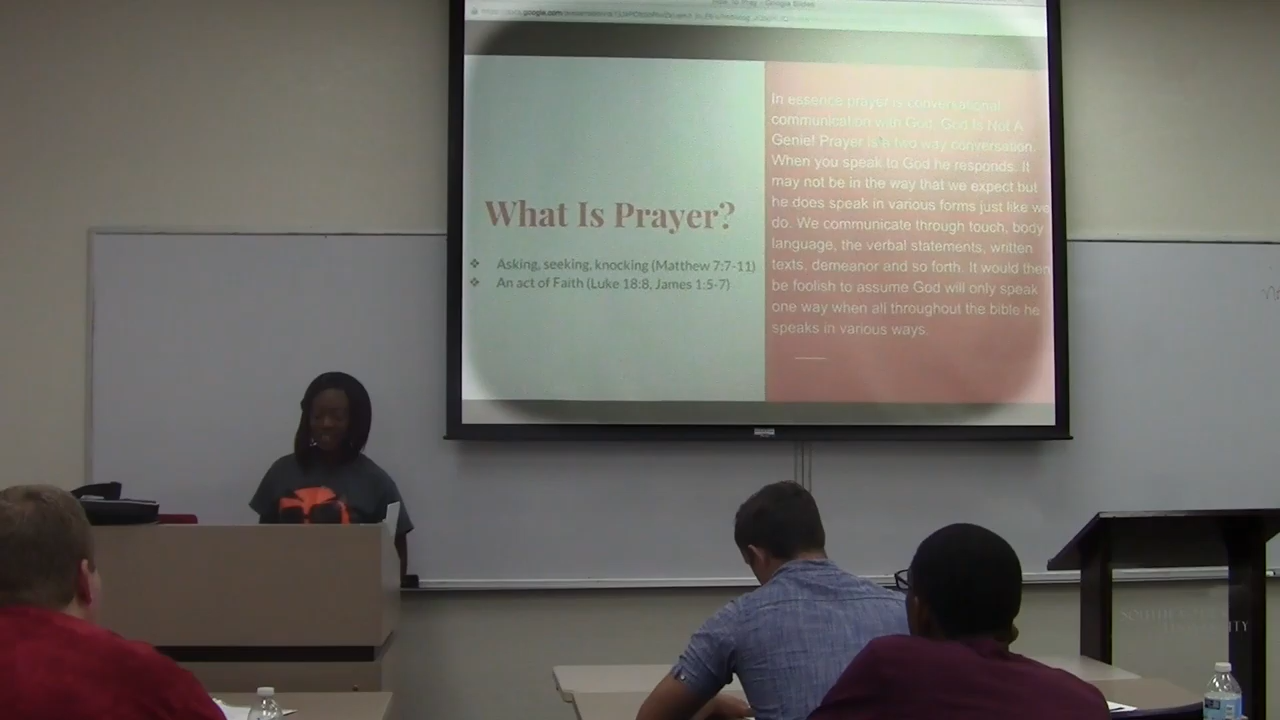 How To Pray - Google Slides
What Is Prayer?
❖ Asking, seeking, knocking (Matthew 7:7-11)
❖ An act of Faith (Luke 18:8, James 1:5-7)
In essence prayer is conversational
communication with God. God Is Not A
Genie! Prayer is a two way conversation.
When you speak to God he responds. It
may not be in the way that we expect but
he does speak in various forms just like we
do. We communicate through touch, body
language, the verbal statements, written
texts, demeanor and so forth. It would then
be foolish to assume God will only speak
one way when all throughout the bible he
speaks in various ways.